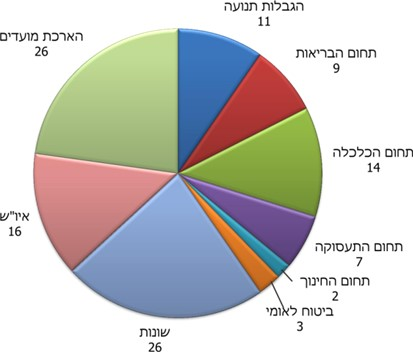 הגבלות תנועה
11
תחום הבריאות
9
תחום הכלכלה
14
תחום התעסוקה
7
תחום החינוך
2
ביטוח לאומי
3
שונות
26
איו"ש
16
הארכת מועדים
26